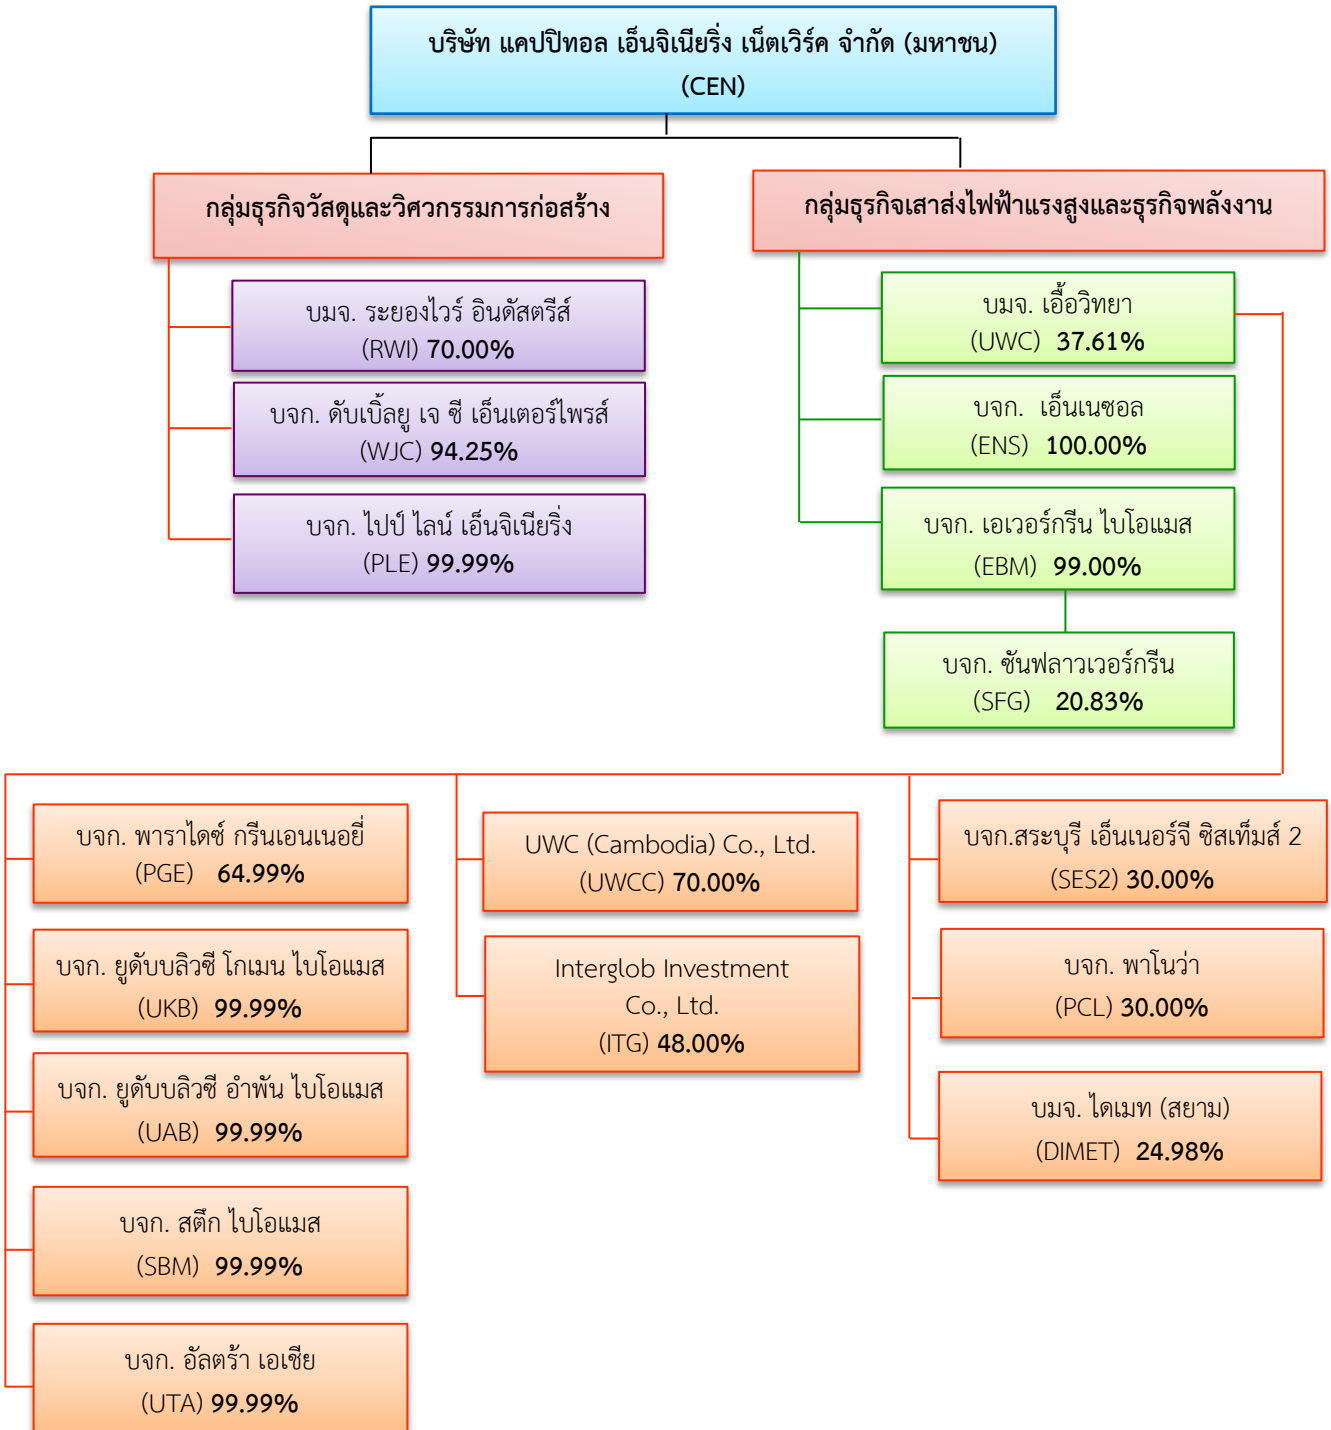 บริษัท แคปปิทอล เอ็นจิเนียริ่ง เน็ตเวิร์ค จำกัด (มหาชน)
(CEN)
กลุ่มธุรกิจวัสดุและวิศวกรรมการก่อสร้าง
บมจ. ระยองไวร์ อินดัสตรีส์
(RWI) 70.00%
บจก. ดับเบิ้ลยู เจ ซี เอ็นเตอร์ไพรส์
(WJC) 94.25%
บจก. ไปป์ ไลน์ เอ็นจิเนียริ่ง
(PLE) 99.99%
กลุ่มธุรกิจเสาส่งไฟฟ้าแรงสูงและธุรกิจพลังงาน
บมจ. เอื้อวิทยา
(UWC) 37.61%
บจก. เอ็นเนซอล
(ENS) 100.00%
บจก. เอเวอร์กรีน ไบโอแมส
(EBM) 99.00%
บจก. ซันฟลาวเวอร์กรีน
(SFG) 20.83%
บจก. พาราไดซ์ กรีนเอนเนอยี่
(PGE) 64.99%
บจก. ยูดับบลิวซี โกเมน ไบโอแมส
(UKB) 99.99%
บจก. ยูดับบลิวซี อำพัน ไบโอแมส
(UAB) 99.99%
บจก. สตึก ไบโอแมส
(SBM) 99.99%
บจก. อัลตร้า เอเชีย
(UTA) 99.99%
UWC (Cambodia) Co., Ltd.
(UWCC) 70.00%
Interglob Investment
Co., Ltd.
(ITG) 48.00%
บจก.สระบุรี เอ็นเนอร์จี ซิสเท็มส์ 2
(SES2) 30.00%
บจก. พาโนว่า
(PCL) 30.00%
บมจ. ไดเมท (สยาม)
(DIMET) 24.98%